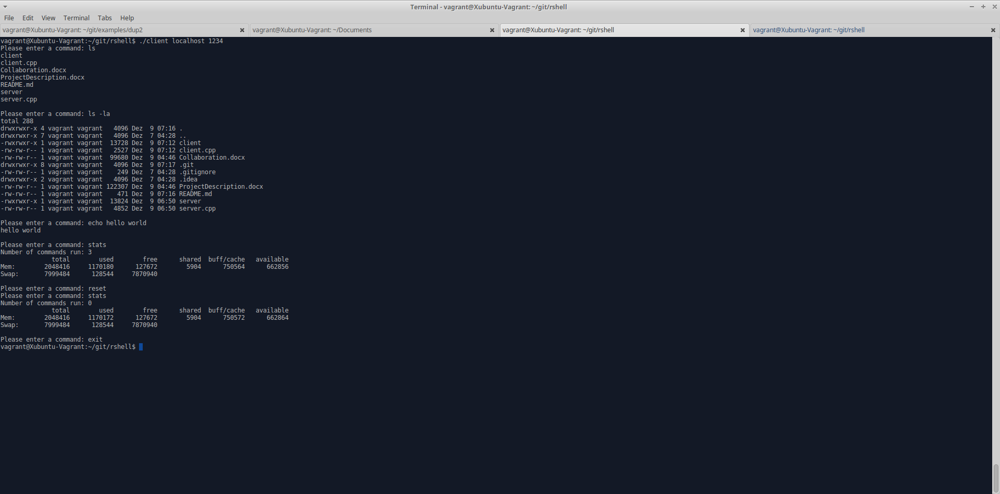 Terminal - vagrant@Xubuntu-Vagrant: ~/git/rshell
File Edit View Terminal Tabs Help
vagrant@Xubuntu-Vagrant: ~/git/examples/dup2 vagrant@Xubuntu-Vagrant: ~/Documents vagrant@Xubuntu-Vagrant: ~/git/rshell vagrant@Xubuntu-Vagrant: ~/git/rshell
vagrant@Xubuntu-Vagrant:~/git/rshell$ ./client localhost 1234
Please enter a command: ls
client
client.cpp
Collaboration.docx
ProjectDescription.docx
README.md
server
server.cpp

Please enter a command: ls -la
total 288
drwxrwxr-x 4 vagrant vagrant   4096 Dez  9 07:16 .
drwxrwxr-x 7 vagrant vagrant   4096 Dez  7 04:28 ..
-rwxrwxr-x 1 vagrant vagrant  13728 Dez  9 07:12 client
-rw-rw-r-- 1 vagrant vagrant   2527 Dez  9 07:12 client.cpp
-rw-rw-r-- 1 vagrant vagrant  99680 Dez  9 04:46 Collaboration.docx
drwxrwxr-x 8 vagrant vagrant   4096 Dez  9 07:17 .git
-rw-rw-r-- 1 vagrant vagrant    249 Dez  7 04:28 .gitignore
drwxrwxr-x 2 vagrant vagrant   4096 Dez  7 04:28 .idea
-rw-rw-r-- 1 vagrant vagrant 122307 Dez  9 04:46 ProjectDescription.docx
-rw-rw-r-- 1 vagrant vagrant    471 Dez  9 07:16 README.md
-rwxrwxr-x 1 vagrant vagrant  13824 Dez  9 06:50 server
-rw-rw-r-- 1 vagrant vagrant   4852 Dez  9 06:50 server.cpp

Please enter a command: echo hello world
hello world

Please enter a command: stats
Number of commands run: 3
              total        used        free      shared  buff/cache   available
Mem:        2048416     1170180      127672        5904      750564      662856
Swap:       7999484      128544     7870940

Please enter a command: reset
Please enter a command: stats
Number of commands run: 0
              total        used        free      shared  buff/cache   available
Mem:        2048416     1170172      127672        5904      750572      662864
Swap:       7999484      128544     7870940

Please enter a command: exit
vagrant@Xubuntu-Vagrant:~/git/rshell$